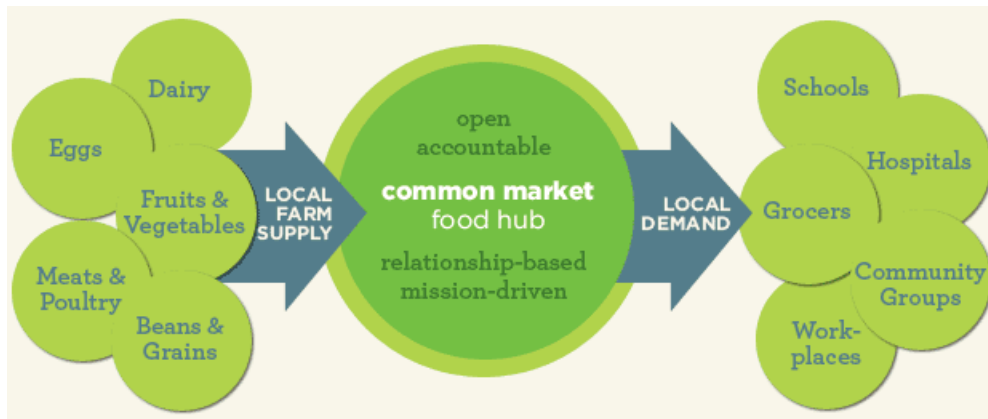 Dairy
Eggs
Fruits &
Vegetables
Meats &
Poultry
Beans &
Grains
LOCAL
FARM
SUPPLY
open
accountable
common market
food hub
relationship-based
mission-driven
LOCAL
DEMAND
Schools
Hospitals
Grocers
Community
Groups
Work-
places